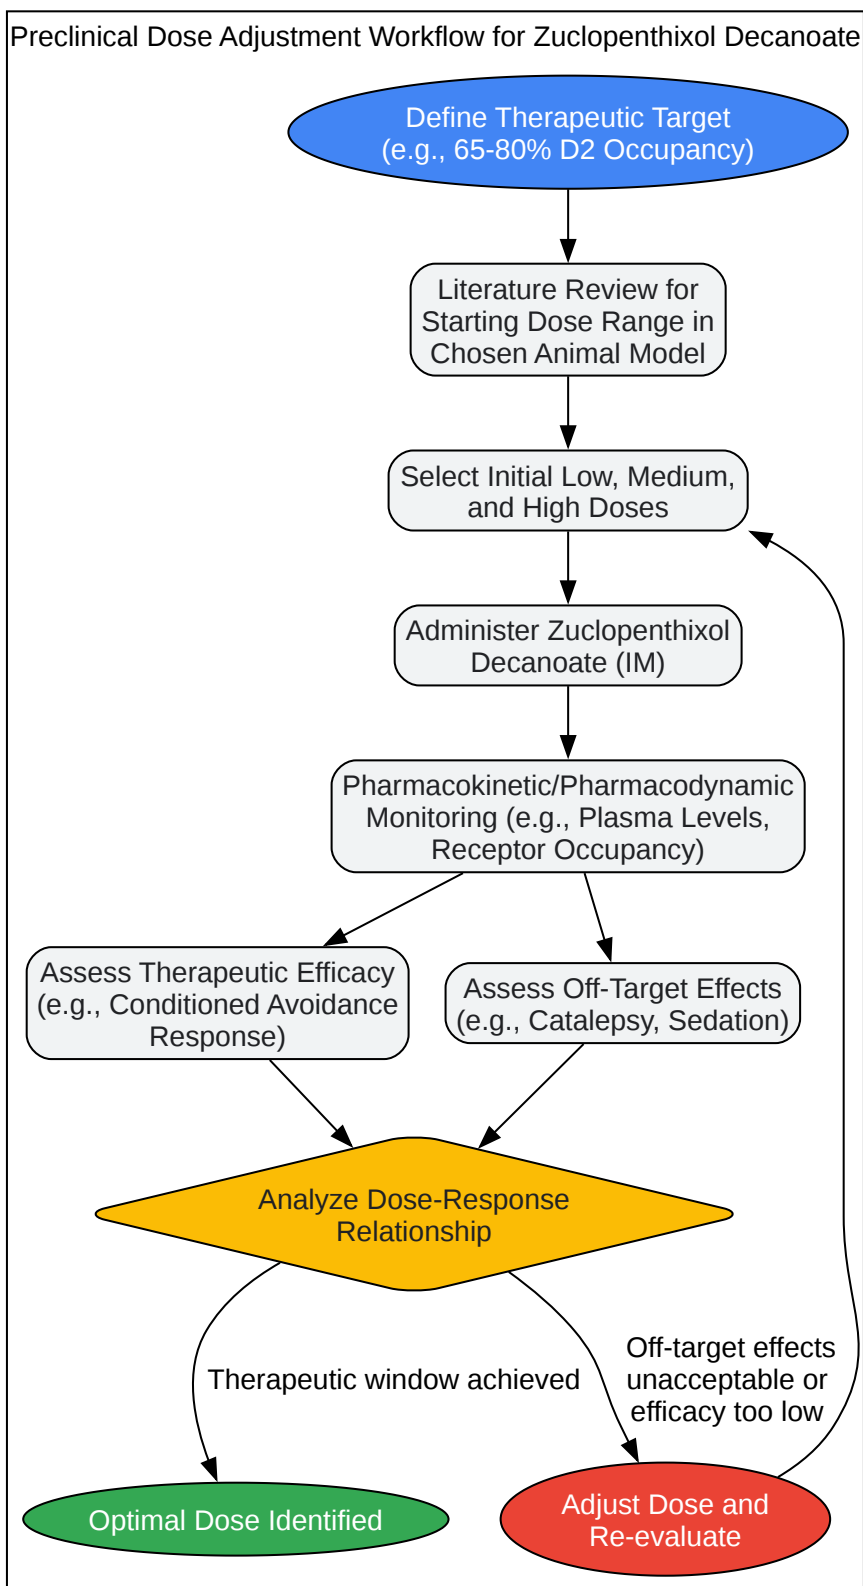 Preclinical Dose Adjustment Workflow for Zuclopenthixol Decanoate
Define Therapeutic Target
(e.g., 65-80% D2 Occupancy)
Literature Review for
Starting Dose Range in
Chosen Animal Model
Select Initial Low, Medium,
and High Doses
Administer Zuclopenthixol
Decanoate (IM)
Pharmacokinetic/Pharmacodynamic
Monitoring (e.g., Plasma Levels,
Receptor Occupancy)
Assess Therapeutic Efficacy
(e.g., Conditioned Avoidance
Response)
Assess Off-Target Effects
(e.g., Catalepsy, Sedation)
Analyze Dose-Response
Relationship
Therapeutic window achieved
Off-target effects
unacceptable or
efficacy too low
Optimal Dose Identified
Adjust Dose and
Re-evaluate